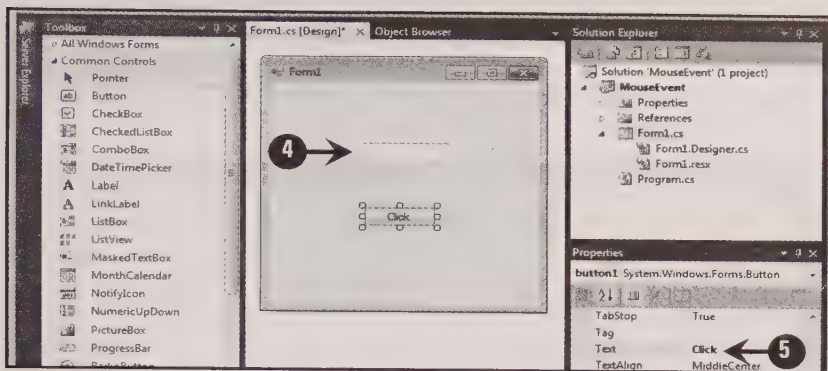 Toolbox
Server Explorer
All Windows Forms
Common Controls
Pointer
Button
CheckBox
CheckedListBox
ComboBox
DateTimePicker
Label
LinkLabel
ListBox
ListView
MaskedTextBox
MonthCalendar
NotifyIcon
NumericUpDown
PictureBox
ProgressBar
RadioButton
Form1.cs [Design]*
Object Browser
Form1
4
Click
Solution Explorer
Solution 'MouseEvent' (1 project)
MouseEvent
Properties
References
Form1.cs
Form1.Designer.cs
Form1.resx
Program.cs
Properties
button1 System.Windows.Forms.Button
TabStop True
Tag
Text Click
5
TextAlign MiddleCenter